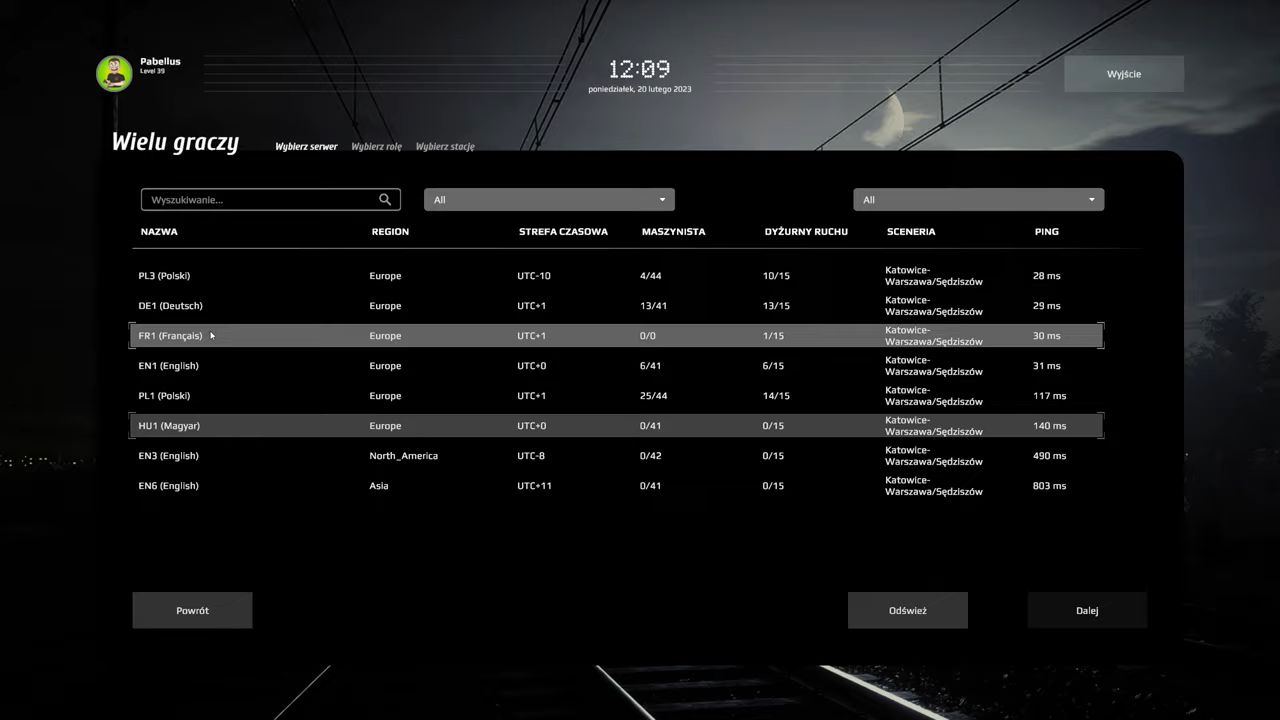 Pabellus
Level 39
12:09
poniedziałek, 20 lutego 2023
Wyjście
Wielu graczy Wybierz serwer Wybierz rolę Wybierz stację
Wyszukiwanie... All All
NAZWA REGION STREFA CZASOWA MASZYNISTA DYŻURNY RUCHU SCENERIA PING
PL3 (Polski) Europe UTC-10 4/44 10/15 Katowice-Warszawa/Sędziszów 28 ms
DE1 (Deutsch) Europe UTC+1 13/41 13/15 Katowice-Warszawa/Sędziszów 29 ms
FR1 (Français) Europe UTC+1 0/0 1/15 Katowice-Warszawa/Sędziszów 30 ms
EN1 (English) Europe UTC+0 6/41 6/15 Katowice-Warszawa/Sędziszów 31 ms
PL1 (Polski) Europe UTC+1 25/44 14/15 Katowice-Warszawa/Sędziszów 117 ms
HU1 (Magyar) Europe UTC+0 0/41 0/15 Katowice-Warszawa/Sędziszów 140 ms
EN3 (English) North_America UTC-8 0/42 0/15 Katowice-Warszawa/Sędziszów 490 ms
EN6 (English) Asia UTC+11 0/41 0/15 Katowice-Warszawa/Sędziszów 803 ms
Powrót Odśwież Dalej